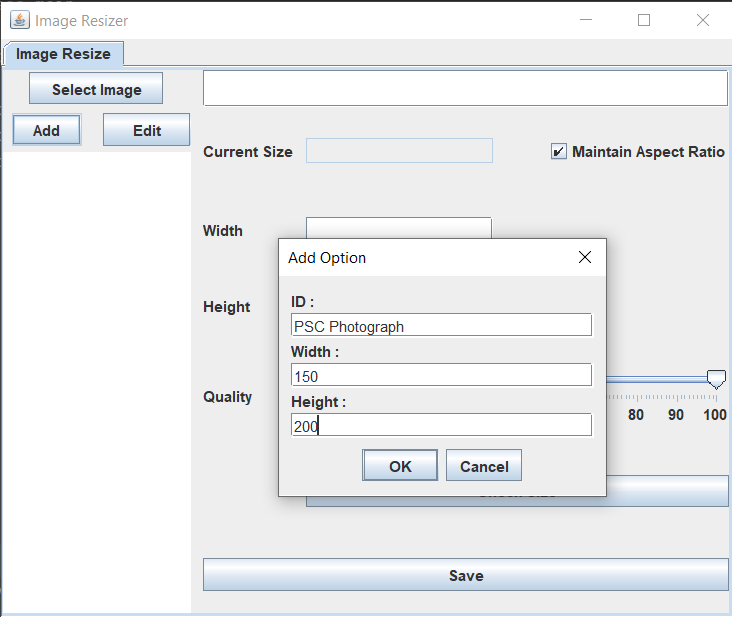 Image Resizer
Image Resize
Select Image
Add Edit
Current Size
Maintain Aspect Ratio
Width
Add Option
ID :
PSC Photograph
Width :
150
Height :
200
OK Cancel
Height
Quality
80 90 100
Save